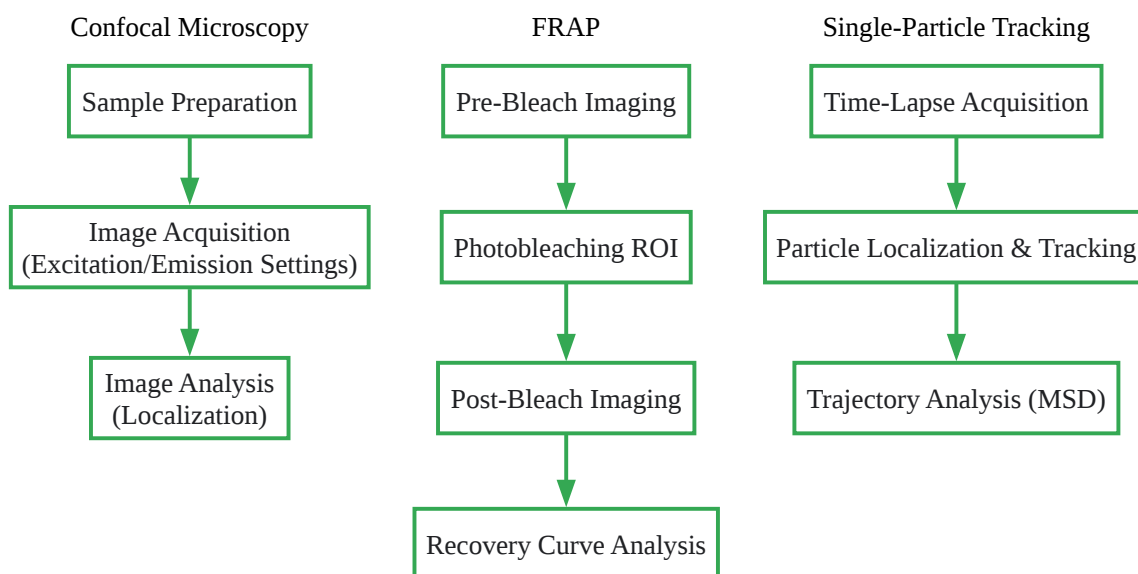 Confocal Microscopy
Sample Preparation
Image Acquisition
(Excitation/Emission Settings)
Image Analysis
(Localization)
FRAP
Pre-Bleach Imaging
Photobleaching ROI
Post-Bleach Imaging
Recovery Curve Analysis
Single-Particle Tracking
Time-Lapse Acquisition
Particle Localization & Tracking
Trajectory Analysis (MSD)